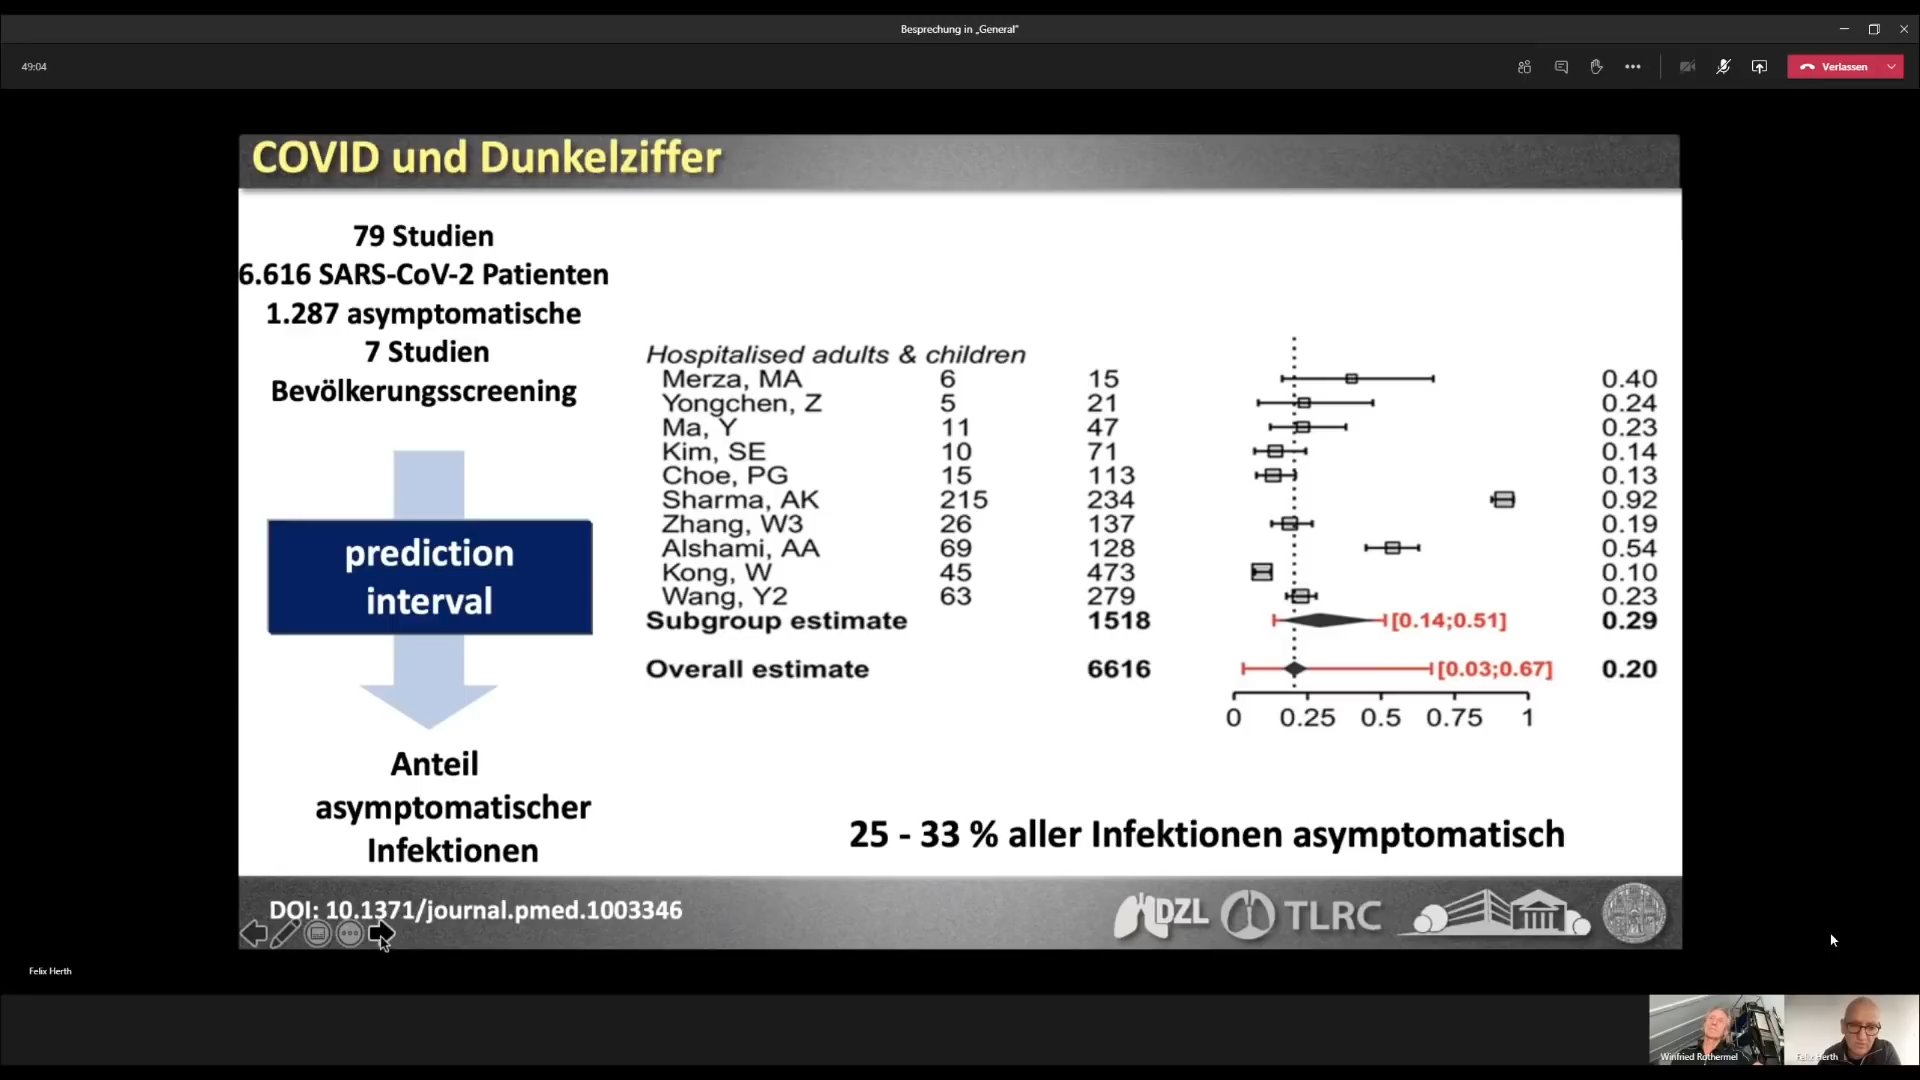 Besprechung in „General"
49:04
Verlassen
COVID und Dunkelziffer
79 Studien
6.616 SARS-CoV-2 Patienten
1.287 asymptomatische
7 Studien
Bevölkerungsscreening
prediction
interval
Anteil
asymptomatischer
Infektionen
Hospitalised adults & children
Merza, MA 6 15 0.40
Yongchen, Z 5 21 0.24
Ma, Y 11 47 0.23
Kim, SE 10 71 0.14
Choe, PG 15 113 0.13
Sharma, AK 215 234 0.92
Zhang, W3 26 137 0.19
Alshami, AA 69 128 0.54
Kong, W 45 473 0.10
Wang, Y2 63 279 0.23
Subgroup estimate 1518 [0.14;0.51] 0.29
Overall estimate 6616 [0.03;0.67] 0.20
0 0.25 0.5 0.75 1
25 - 33 % aller Infektionen asymptomatisch
DOI: 10.1371/journal.pmed.1003346
DZL TLRC
Felix Herth
Winfried Rothermel
Felix Herth